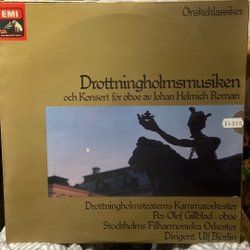 EMI
Önskeklassiker
Drottningholmsmusiken
och Konsert för oboe av Johan Helmich Roman
Drottningholmsteaterns Kammarorkester
Per-Olof Gillblad - oboe
Stockholms Filharmoniska Orkester
Dirigent: Ulf Björlin